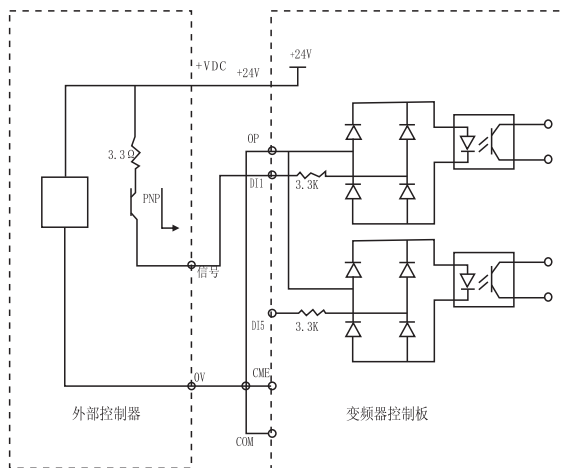 +VDC
+24V
+24V
OP
3.3Ω
DI1
3.3K
PNP
信号
DI5
3.3K
0V
CME
外部控制器
变频器控制板
COM